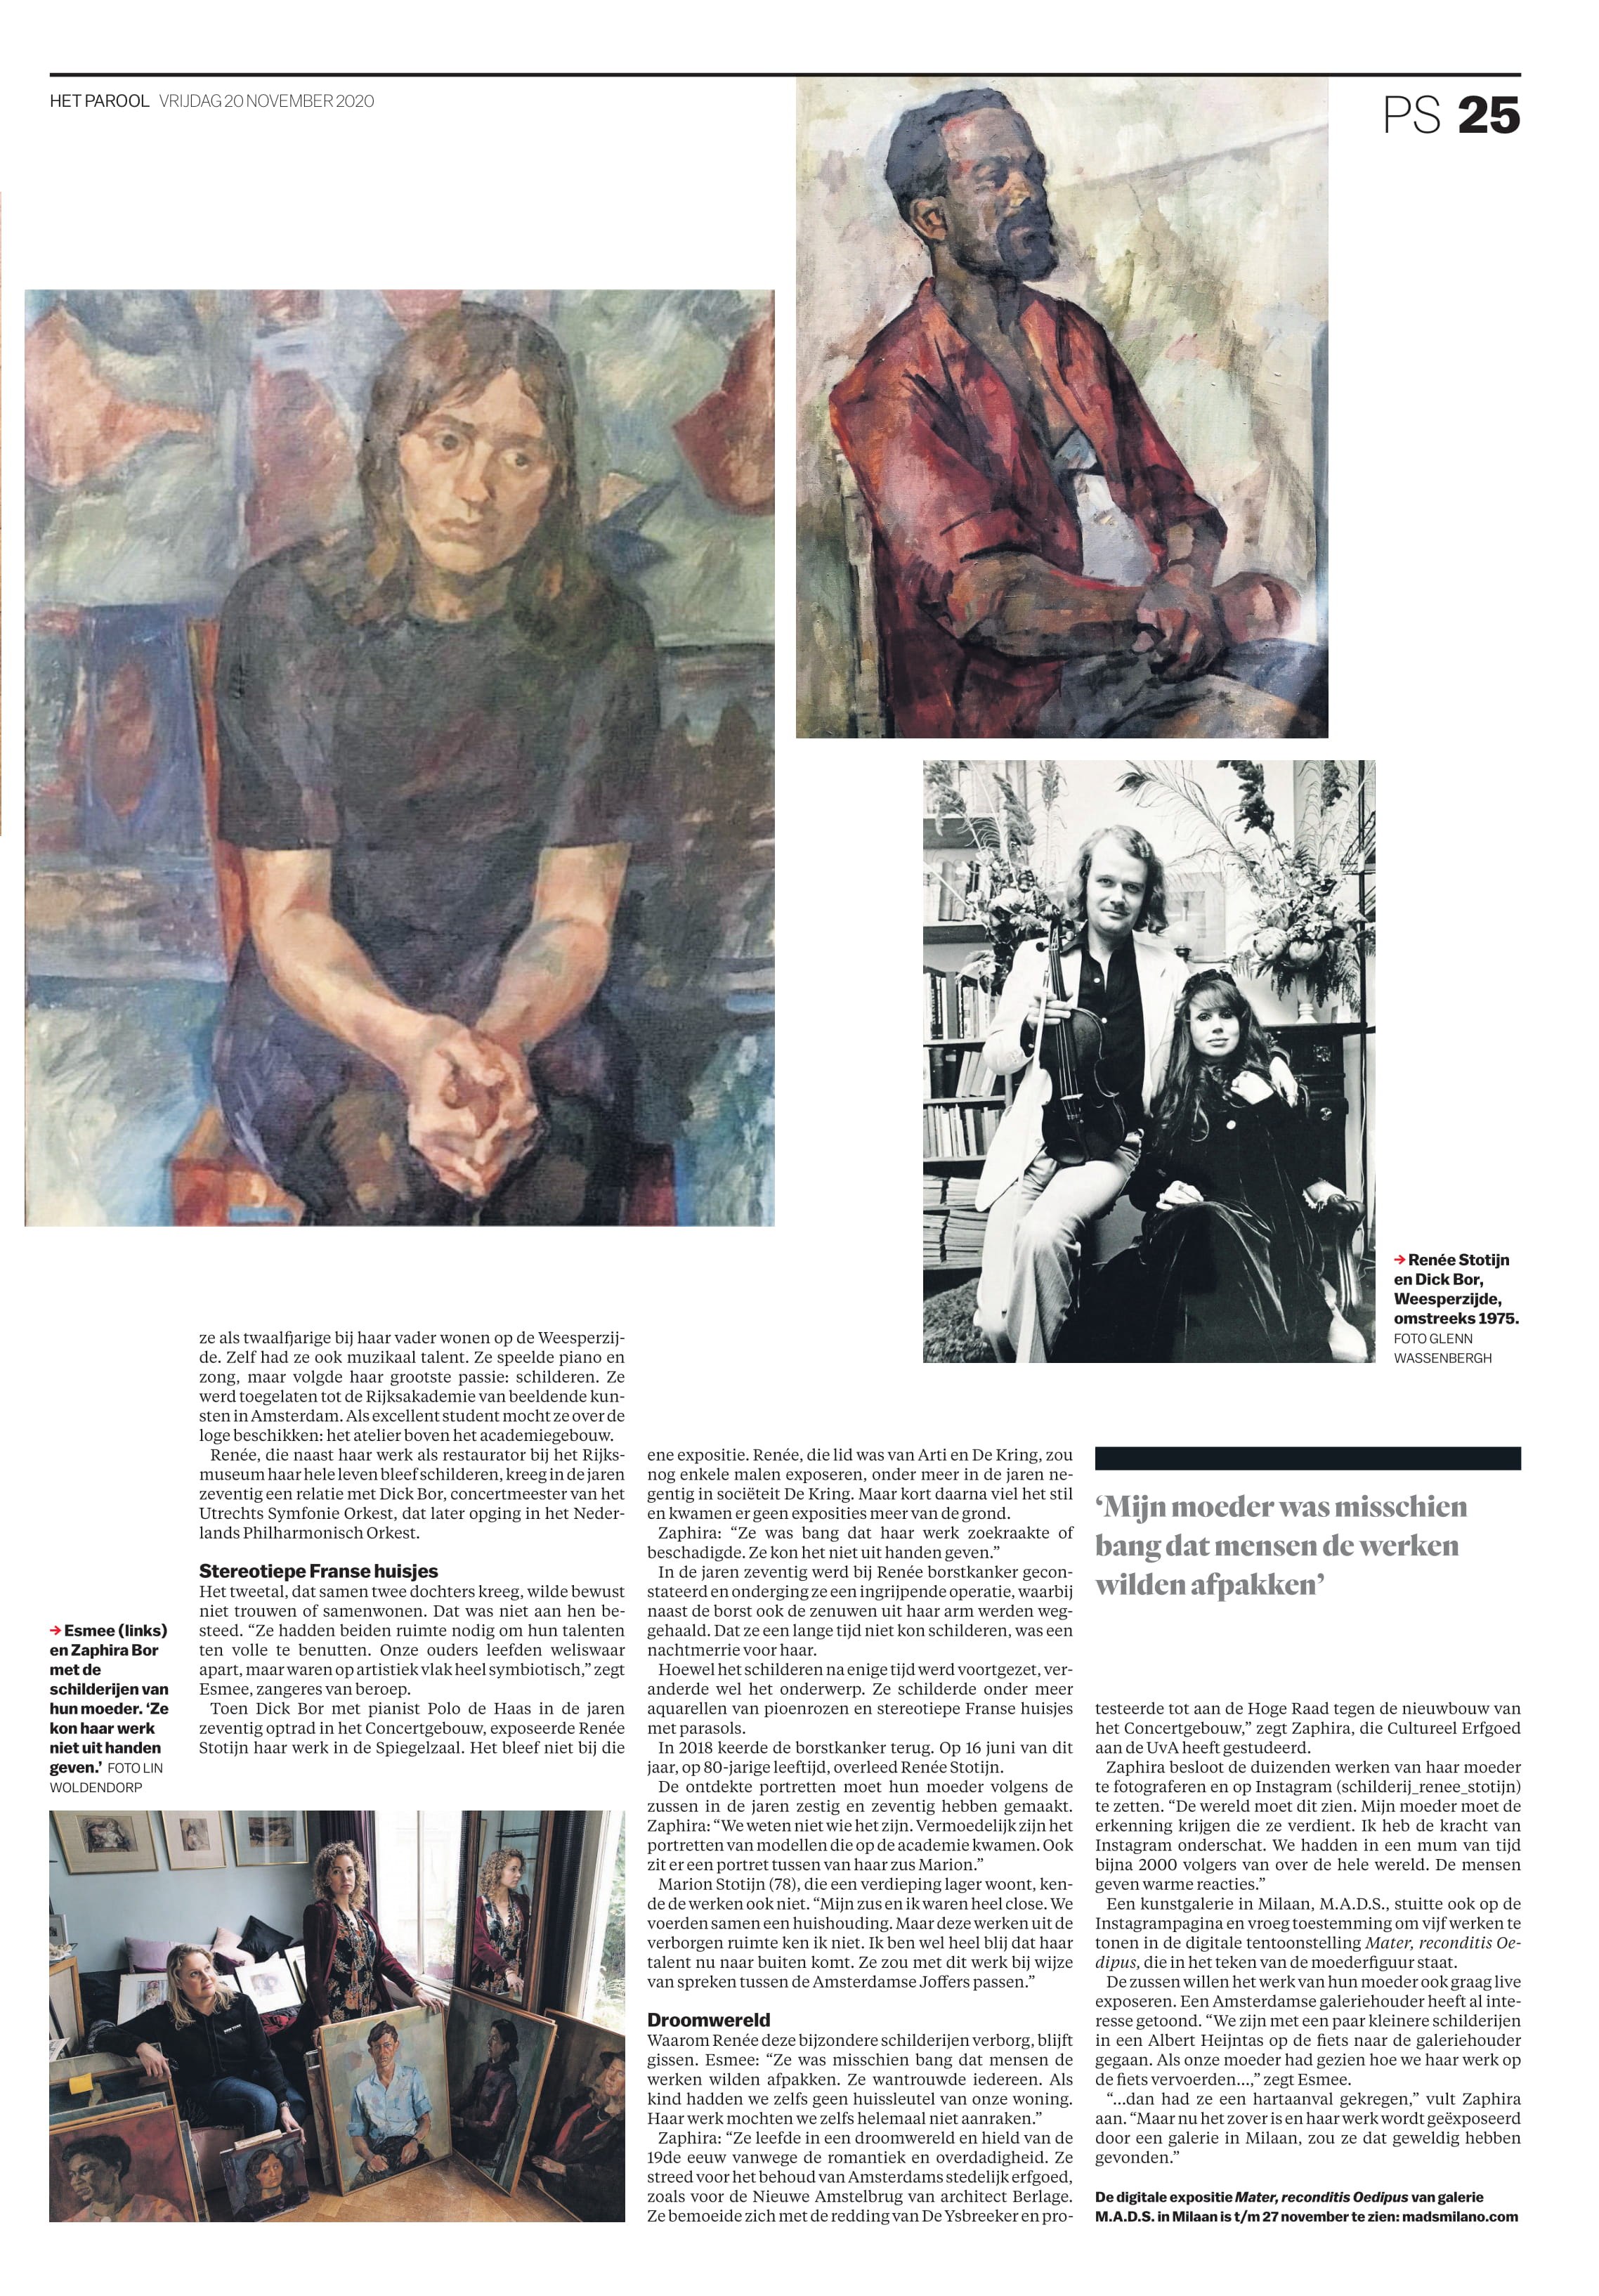 HET PAROOL VRIJDAG 20 NOVEMBER 2020
PS 25
→ Renée Stotijn
en Dick Bor,
Weesperzijde,
omstreeks 1975.
FOTO GLENN
WASSENBERGH
ze als twaalfjarige bij haar vader wonen op de Weesperzij-
de. Zelf had ze ook muzikaal talent. Ze speelde piano en
zong, maar volgde haar grootste passie: schilderen. Ze
werd toegelaten tot de Rijksakademie van beeldende kun-
sten in Amsterdam. Als excellent student mocht ze over de
loge beschikken: het atelier boven het academiegebouw.
Renée, die naast haar werk als restaurator bij het Rijks-
museum haar hele leven bleef schilderen, kreeg in de jaren
zeventig een relatie met Dick Bor, concertmeester van het
Utrechts Symfonie Orkest, dat later opging in het Neder-
lands Philharmonisch Orkest.
Stereotiepe Franse huisjes
Het tweetal, dat samen twee dochters kreeg, wilde bewust
niet trouwen of samenwonen. Dat was niet aan hen be-
steed. “Ze hadden beiden ruimte nodig om hun talenten
ten volle te benutten. Onze ouders leefden weliswaar
apart, maar waren op artistiek vlak heel symbiotisch,” zegt
Esmee, zangeres van beroep.
Toen Dick Bor met pianist Polo de Haas in de jaren
zeventig optrad in het Concertgebouw, exposeerde Renée
Stotijn haar werk in de Spiegelzaal. Het bleef niet bij die
→ Esmee (links)
en Zaphira Bor
met de
schilderijen van
hun moeder. ‘Ze
kon haar werk
niet uit handen
geven.’ FOTO LIN
WOLDENDORP
ene expositie. Renée, die lid was van Arti en De Kring, zou
nog enkele malen exposeren, onder meer in de jaren ne-
gentig in sociëteit De Kring. Maar kort daarna viel het stil
en kwamen er geen exposities meer van de grond.
Zaphira: “Ze was bang dat haar werk zoekraakte of
beschadigde. Ze kon het niet uit handen geven.”
In de jaren zeventig werd bij Renée borstkanker gecon-
stateerd en onderging ze een ingrijpende operatie, waarbij
naast de borst ook de zenuwen uit haar arm werden weg-
gehaald. Dat ze een lange tijd niet kon schilderen, was een
nachtmerrie voor haar.
Hoewel het schilderen na enige tijd werd voortgezet, ver-
anderde wel het onderwerp. Ze schilderde onder meer
aquarellen van pioenrozen en stereotiepe Franse huisjes
met parasols.
In 2018 keerde de borstkanker terug. Op 16 juni van dit
jaar, op 80-jarige leeftijd, overleed Renée Stotijn.
De ontdekte portretten moet hun moeder volgens de
zussen in de jaren zestig en zeventig hebben gemaakt.
Zaphira: “We weten niet wie het zijn. Vermoedelijk zijn het
portretten van modellen die op de academie kwamen. Ook
zit er een portret tussen van haar zus Marion.”
Marion Stotijn (78), die een verdieping lager woont, ken-
de de werken ook niet. “Mijn zus en ik waren heel close. We
voerden samen een huishouding. Maar deze werken uit de
verborgen ruimte ken ik niet. Ik ben wel heel blij dat haar
talent nu naar buiten komt. Ze zou met dit werk bij wijze
van spreken tussen de Amsterdamse Joffers passen.”
Droomwereld
Waarom Renée deze bijzondere schilderijen verborg, blijft
gissen. Esmee: “Ze was misschien bang dat mensen de
werken wilden afpakken. Ze wantrouwde iedereen. Als
kind hadden we zelfs geen huissleutel van onze woning.
Haar werk mochten we zelfs helemaal niet aanraken.”
Zaphira: “Ze leefde in een droomwereld en hield van de
19de eeuw vanwege de romantiek en overdadigheid. Ze
streed voor het behoud van Amsterdams stedelijk erfgoed,
zoals voor de Nieuwe Amstelbrug van architect Berlage.
Ze bemoeide zich met de redding van De Ysbreeker en pro-
‘Mijn moeder was misschien
bang dat mensen de werken
wilden afpakken’
testeerde tot aan de Hoge Raad tegen de nieuwbouw van
het Concertgebouw,” zegt Zaphira, die Cultureel Erfgoed
aan de UvA heeft gestudeerd.
Zaphira besloot de duizenden werken van haar moeder
te fotograferen en op Instagram (schilderij_renee_stotijn)
te zetten. “De wereld moet dit zien. Mijn moeder moet de
erkenning krijgen die ze verdient. Ik heb de kracht van
Instagram onderschat. We hadden in een mum van tijd
bijna 2000 volgers van over de hele wereld. De mensen
geven warme reacties.”
Een kunstgalerie in Milaan, M.A.D.S., stuitte ook op de
Instagrampagina en vroeg toestemming om vijf werken te
tonen in de digitale tentoonstelling Mater, reconditis Oe-
dipus, die in het teken van de moederfiguur staat.
De zussen willen het werk van hun moeder ook graag live
exposeren. Een Amsterdamse galeriehouder heeft al inte-
resse getoond. “We zijn met een paar kleinere schilderijen
in een Albert Heijntas op de fiets naar de galeriehouder
gegaan. Als onze moeder had gezien hoe we haar werk op
de fiets vervoerden...,” zegt Esmee.
“...dan had ze een hartaanval gekregen,” vult Zaphira
aan. “Maar nu het zover is en haar werk wordt geëxposeerd
door een galerie in Milaan, zou ze dat geweldig hebben
gevonden.”
De digitale expositie Mater, reconditis Oedipus van galerie
M.A.D.S. in Milaan is t/m 27 november te zien: madsmilano.com